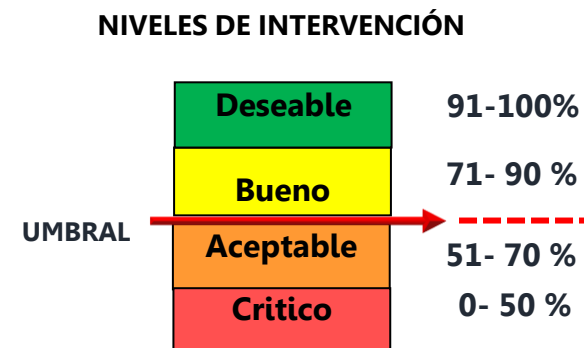 NIVELES DE INTERVENCIÓN
Deseable 91-100%
Bueno 71- 90 %
UMBRAL
Aceptable 51- 70 %
Critico 0- 50 %